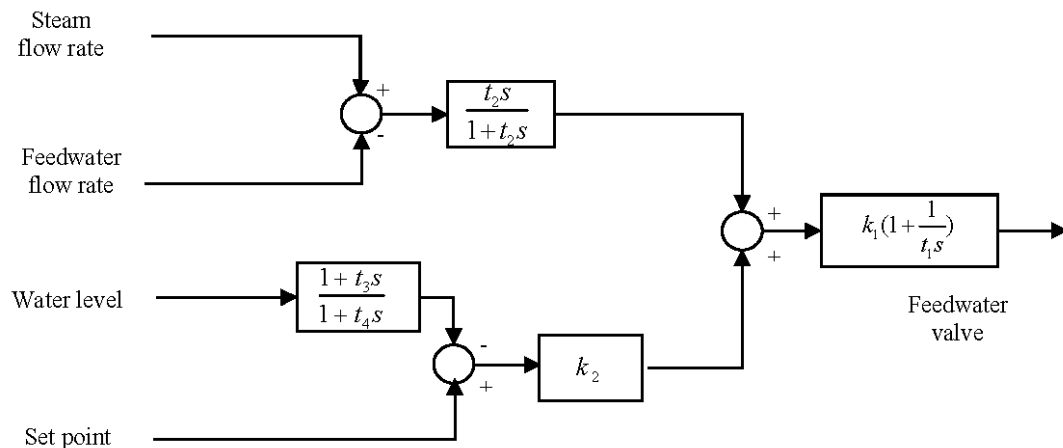 Steam
flow rate
+
-
t₂s
1+t₂s
Feedwater
flow rate
+
+
k₁(1+ 1
t₁s )
Water level
1+t₃s
1+t₄s
Feedwater
valve
-
+
k₂
Set point